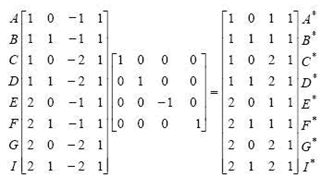 A 1 0 -1 1 1 0 1 1 A*
B 1 1 -1 1 1 1 1 1 B*
C 1 0 -2 1 1 0 0 0 1 0 2 1 C*
D 1 1 -2 1 0 1 0 0 1 1 2 1 D*
E 2 0 -1 1 0 0 -1 0 = 2 0 1 1 E*
F 2 1 -1 1 0 0 0 1 2 1 1 1 F*
G 2 0 -2 1 2 0 2 1 G*
I 2 1 -2 1 2 1 2 1 I*